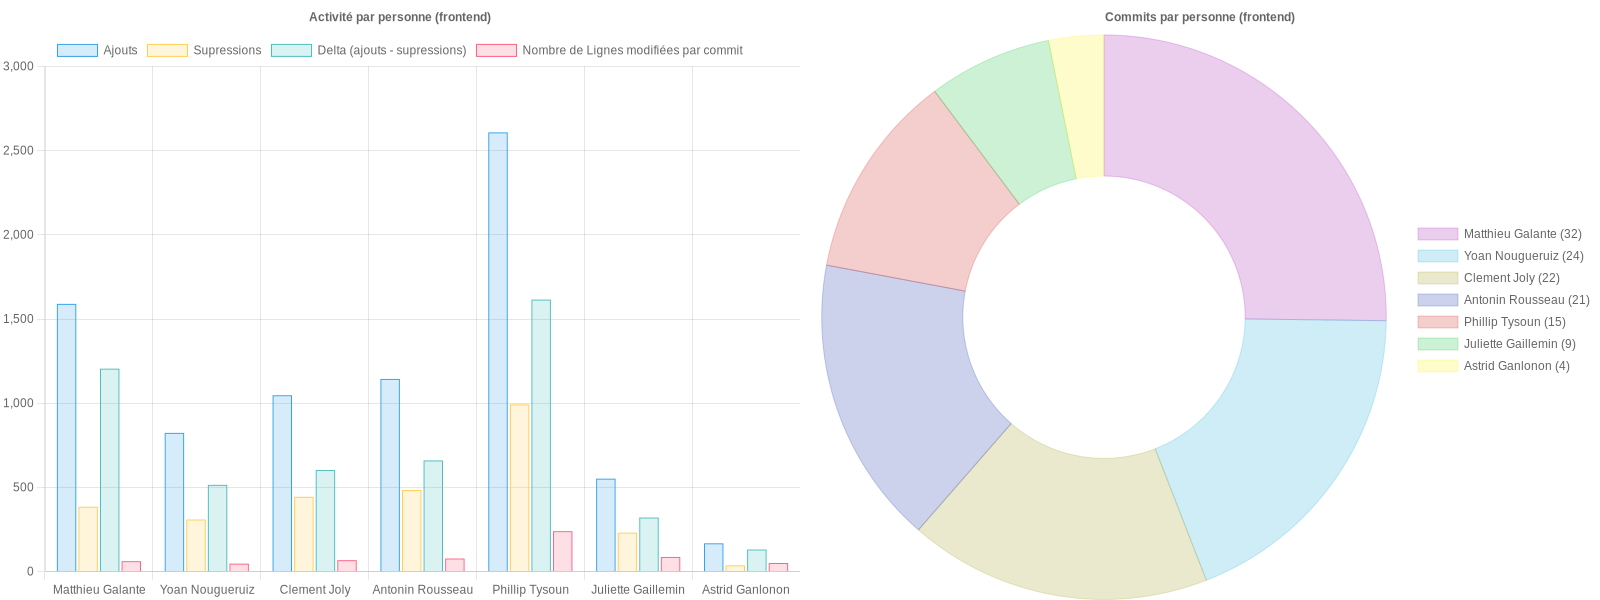 Activité par personne (frontend)
Ajouts
Supressions
Delta (ajouts - supressions)
Nombre de Lignes modifiées par commit
3,000
2,500
2,000
1,500
1,000
500
0
Matthieu Galante
Yoan Nougueruiz
Clement Joly
Antonin Rousseau
Phillip Tysoun
Juliette Gaillemin
Astrid Ganlonon
Commits par personne (frontend)
Matthieu Galante (32)
Yoan Nougueruiz (24)
Clement Joly (22)
Antonin Rousseau (21)
Phillip Tysoun (15)
Juliette Gaillemin (9)
Astrid Ganlonon (4)